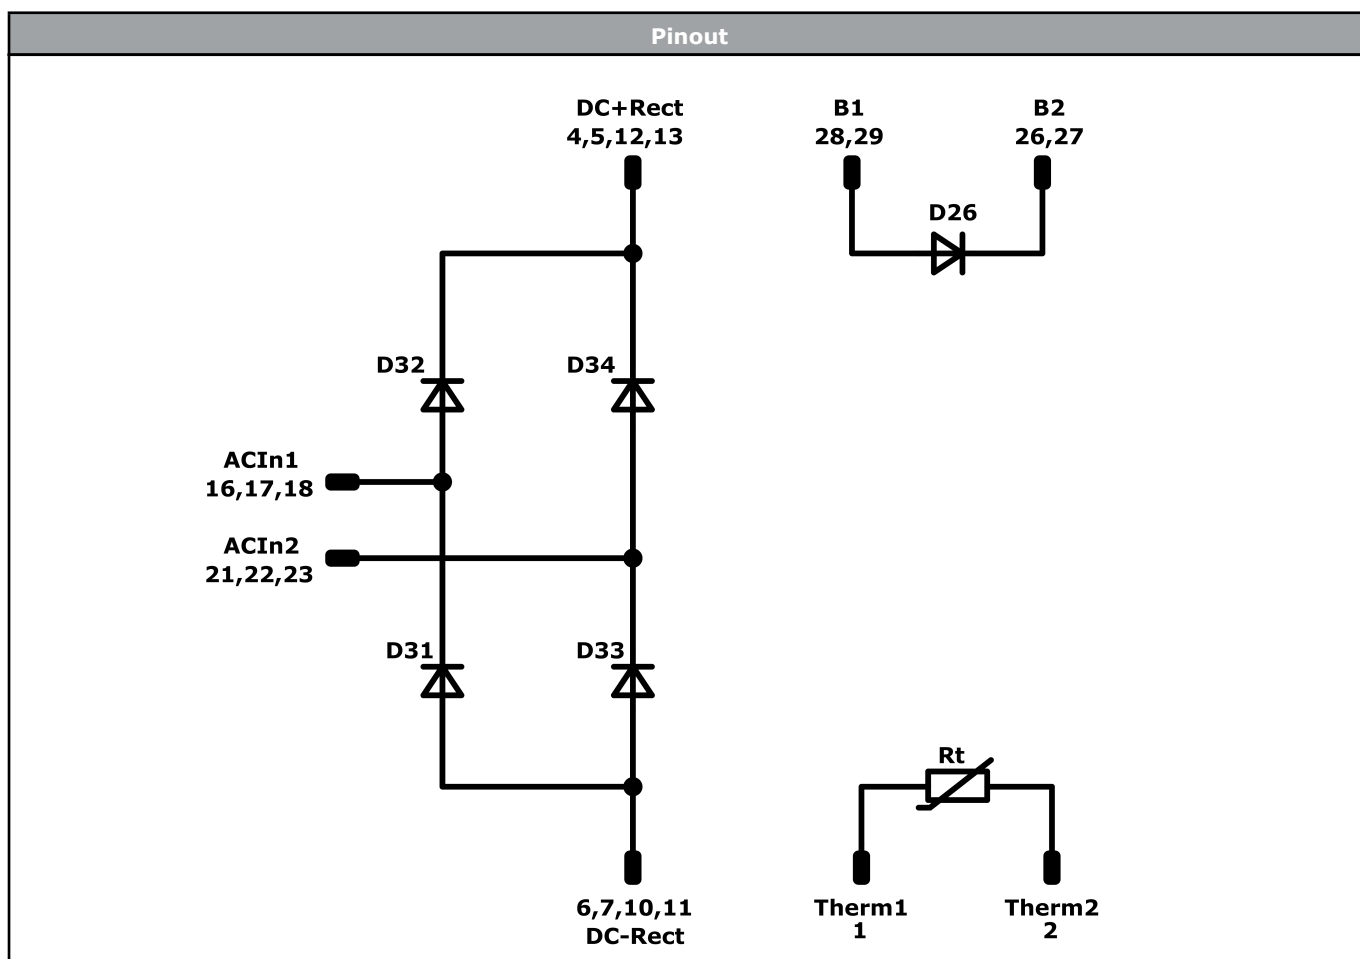 Pinout
DC+Rect
4,5,12,13
B1
28,29
B2
26,27
D26
D32
D34
ACIn1
16,17,18
ACIn2
21,22,23
D31
D33
Rt
6,7,10,11
DC-Rect
Therm1
1
Therm2
2